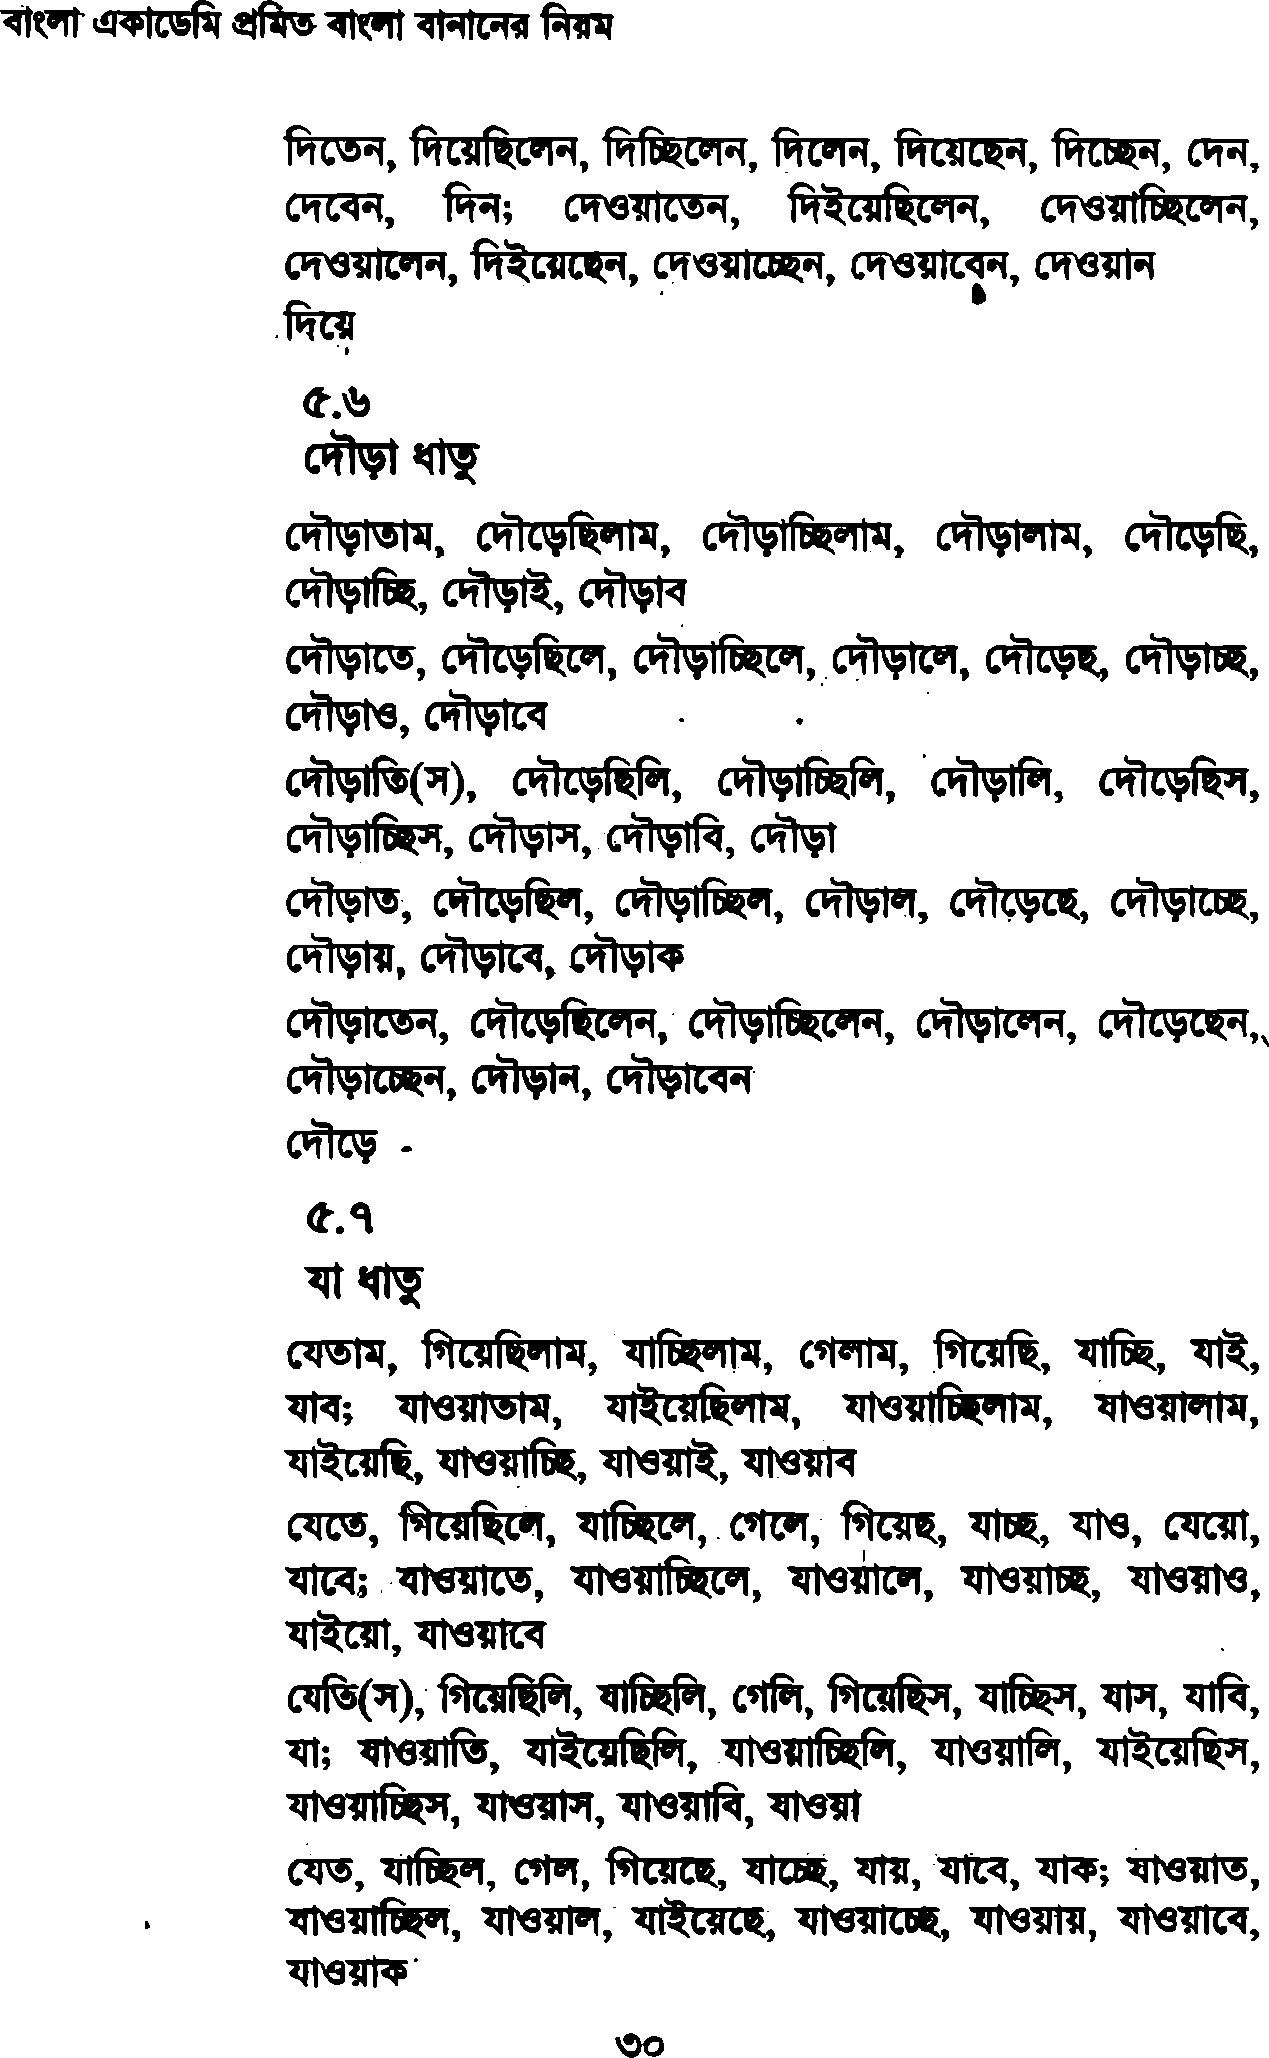 বাংলা একাডেমি প্রমিত বাংলা বানানের নিয়ম
দিতেন, দিয়েছিলেন, দিচ্ছিলেন, দিলেন, দিয়েছেন, দিচ্ছেন, দেন,
দেবেন, দিন; দেওয়াতেন, দিইয়েছিলেন, দেওয়াচ্ছিলেন,
দেওয়ালেন, দিইয়েছেন, দেওয়াচ্ছেন, দেওয়াবেন, দেওয়ান
দিয়ে
৫.৬
দৌড়া ধাতু
দৌড়াতাম, দৌড়েছিলাম, দৌড়াচ্ছিলাম, দৌড়ালাম, দৌড়েছি,
দৌড়াচ্ছি, দৌড়াই, দৌড়াব
দৌড়াতে, দৌড়েছিলে, দৌড়াচ্ছিলে, দৌড়ালে, দৌড়েছ, দৌড়াচ্ছ,
দৌড়াও, দৌড়াবে
দৌড়াতি(স), দৌড়েছিলি, দৌড়াচ্ছিলি, দৌড়ালি, দৌড়েছিস,
দৌড়াচ্ছিস, দৌড়াস, দৌড়াবি, দৌড়া
দৌড়াত, দৌড়েছিল, দৌড়াচ্ছিল, দৌড়াল, দৌড়েছে, দৌড়াচ্ছে,
দৌড়ায়, দৌড়াবে, দৌড়াক
দৌড়াতেন, দৌড়েছিলেন, দৌড়াচ্ছিলেন, দৌড়ালেন, দৌড়েছেন,
দৌড়াচ্ছেন, দৌড়ান, দৌড়াবেন
দৌড়ে
৫.৭
যা ধাতু
যেতাম, গিয়েছিলাম, যাচ্ছিলাম, গেলাম, গিয়েছি, যাচ্ছি, যাই,
যাব; যাওয়াতাম, যাইয়েছিলাম, যাওয়াচ্ছিলাম, যাওয়ালাম,
যাইয়েছি, যাওয়াচ্ছি, যাওয়াই, যাওয়াব
যেতে, গিয়েছিলে, যাচ্ছিলে, গেলে, গিয়েছ, যাচ্ছ, যাও, যেয়ো,
যাবে; যাওয়াতে, যাওয়াচ্ছিলে, যাওয়ালে, যাওয়াচ্ছ, যাওয়াও,
যাইয়ো, যাওয়াবে
যেতি(স), গিয়েছিলি, যাচ্ছিলি, গেলি, গিয়েছিস, যাচ্ছিস, যাস, যাবি,
যা; যাওয়াতি, যাইয়েছিলি, যাওয়াচ্ছিলি, যাওয়ালি, যাইয়েছিস,
যাওয়াচ্ছিস, যাওয়াস, যাওয়াবি, যাওয়া
যেত, যাচ্ছিল, গেল, গিয়েছে, যাচ্ছে, যায়, যাবে, যাক; যাওয়াত,
যাওয়াচ্ছিল, যাওয়াল, যাইয়েছে, যাওয়াচ্ছে, যাওয়ায়, যাওয়াবে,
যাওয়াক
৩০